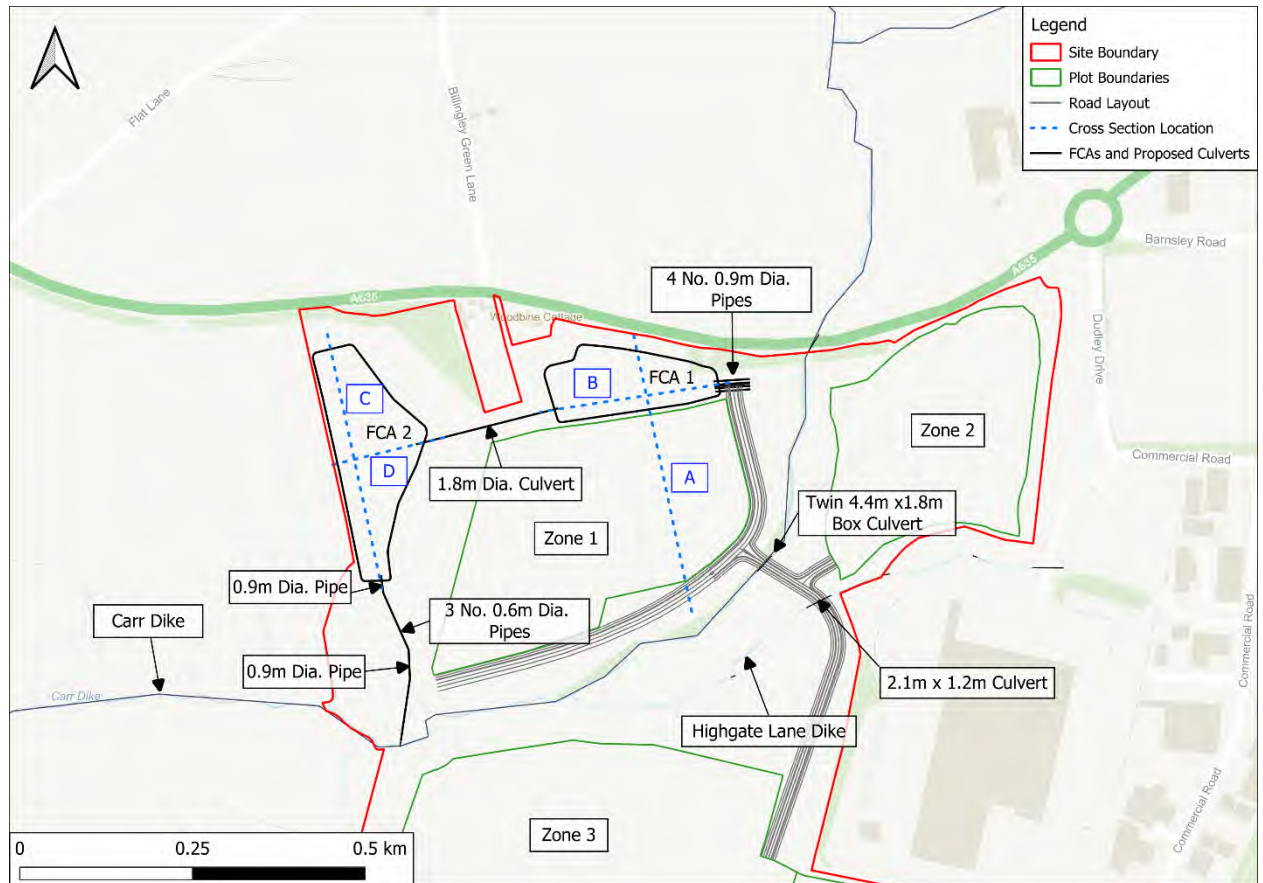 Legend
Site Boundary
Plot Boundaries
Road Layout
Cross Section Location
FCAs and Proposed Culverts
Flat Lane
Billingley Green Lane
Barnsley Road
A635
A635
4 No. 0.9m Dia.
Pipes
Woodbine Cottage
Dudley Drive
B
FCA 1
C
FCA 2
Zone 2
D
A
Commercial Road
1.8m Dia. Culvert
Twin 4.4m x1.8m
Box Culvert
Zone 1
0.9m Dia. Pipe
3 No. 0.6m Dia.
Pipes
Carr Dike
0.9m Dia. Pipe
2.1m x 1.2m Culvert
Carr Dike
Highgate Lane Dike
Commercial Road
Commercial Road
Zone 3
0
0.25
0.5 km